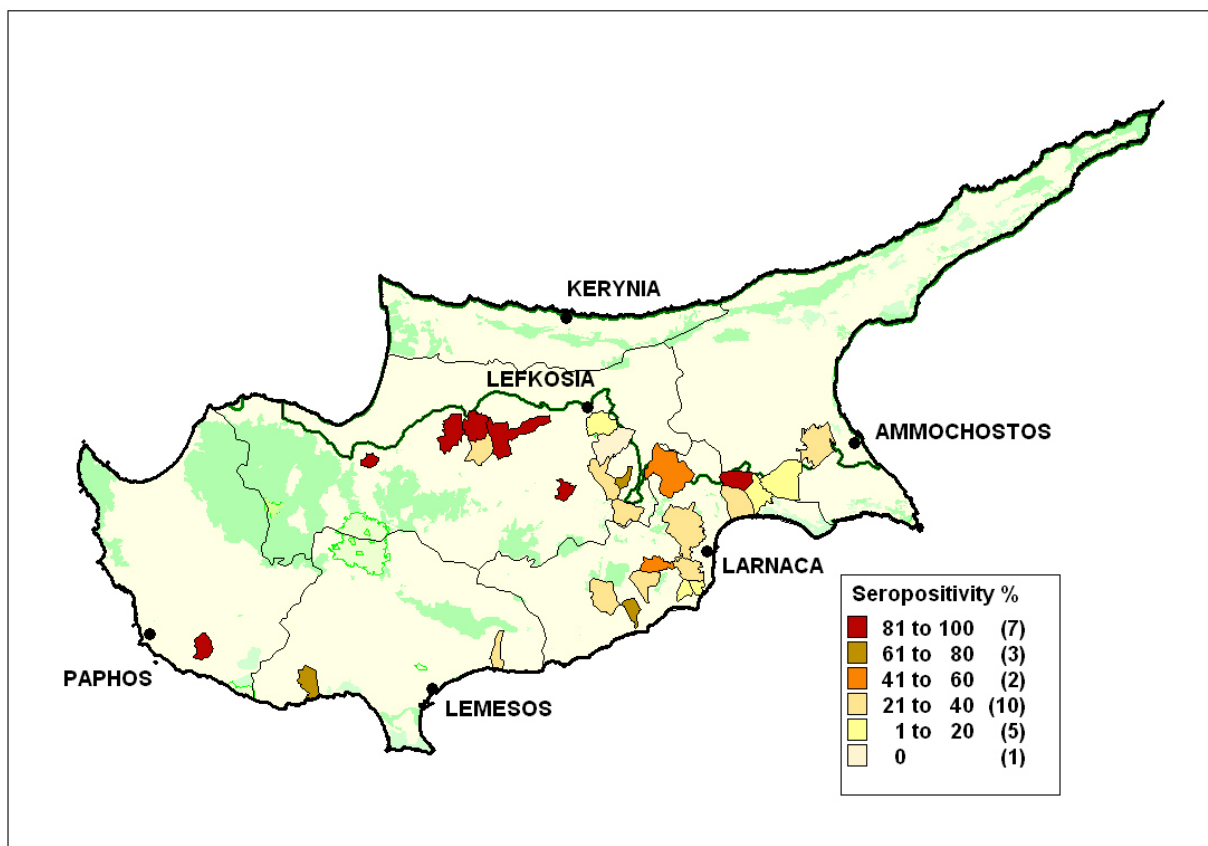 KERYNIA
LEFKOSIA
AMMOCHOSTOS
LARNACA
PAPHOS
LEMESOS
Seropositivity %
81 to 100 (7)
61 to 80 (3)
41 to 60 (2)
21 to 40 (10)
1 to 20 (5)
0 (1)